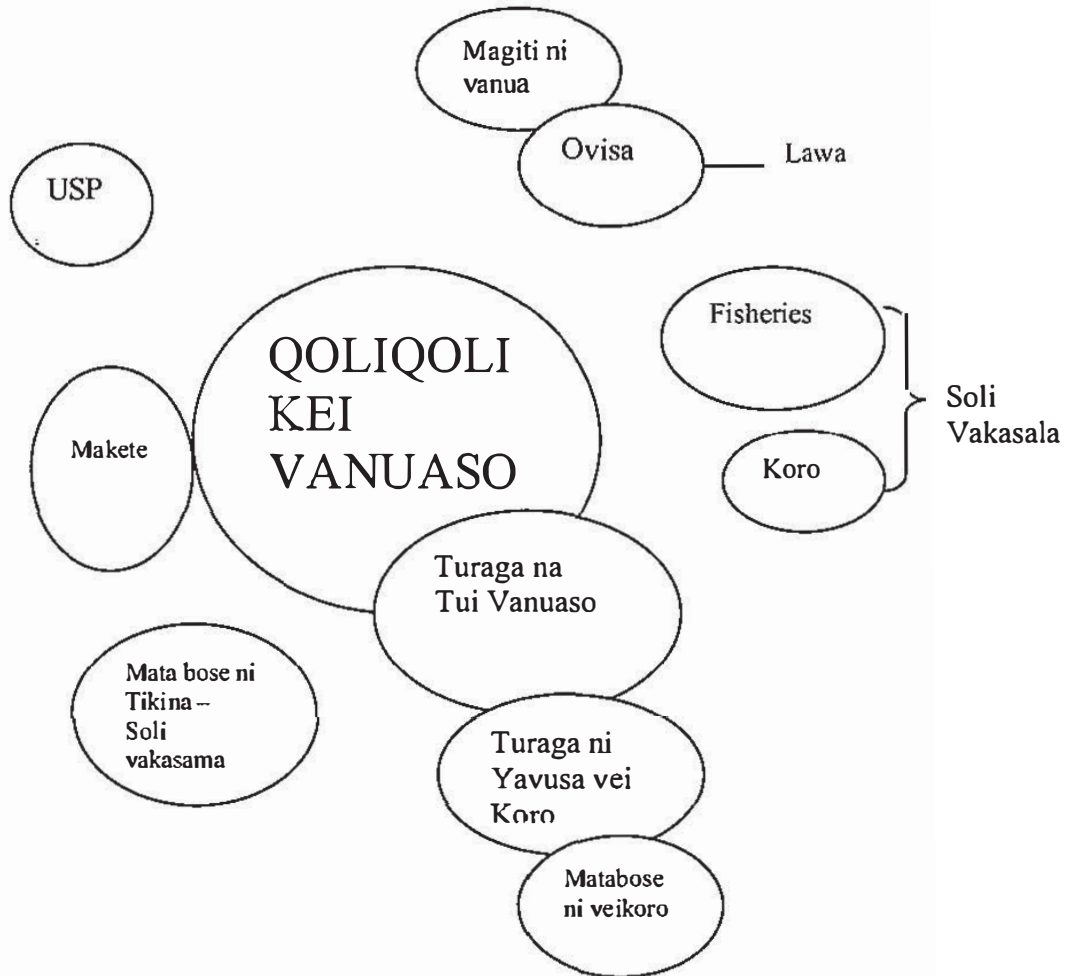 Magiti ni
vanua
Ovisa
Lawa
USP
Fisheries
QOLIQOLI
KEI
VANUASO
Soli
Vakasala
Makete
Koro
Turaga na
Tui Vanuaso
Mata bose ni
Tikina –
Soli
vakasama
Turaga ni
Yavusa vei
Koro
Matabose
ni veikoro